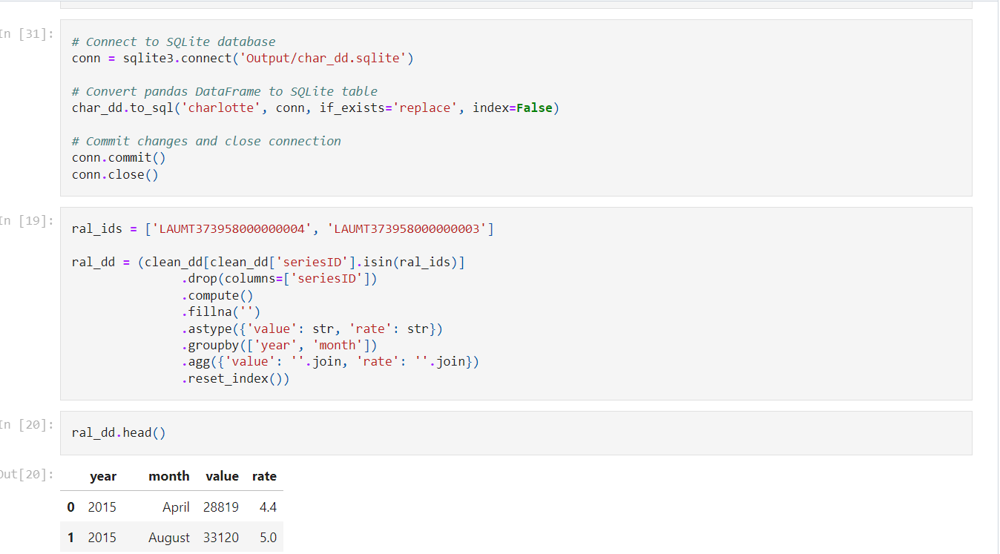 In [31]:
# Connect to SQLite database
conn = sqlite3.connect('Output/char_dd.sqlite')
# Convert pandas DataFrame to SQLite table
char_dd.to_sql('charlotte', conn, if_exists='replace', index=False)
# Commit changes and close connection
conn.commit()
conn.close()
In [19]:
ral_ids = ['LAUMT373958000000004', 'LAUMT373958000000003']
ral_dd = (clean_dd[clean_dd['seriesID'].isin(ral_ids)]
.drop(columns=['seriesID'])
.compute()
.fillna('')
.astype({'value': str, 'rate': str})
.groupby(['year', 'month'])
.agg({'value': ''.join, 'rate': ''.join})
.reset_index())
In [20]:
ral_dd.head()
Out[20]:
year month value rate
0 2015 April 28819 4.4
1 2015 August 33120 5.0